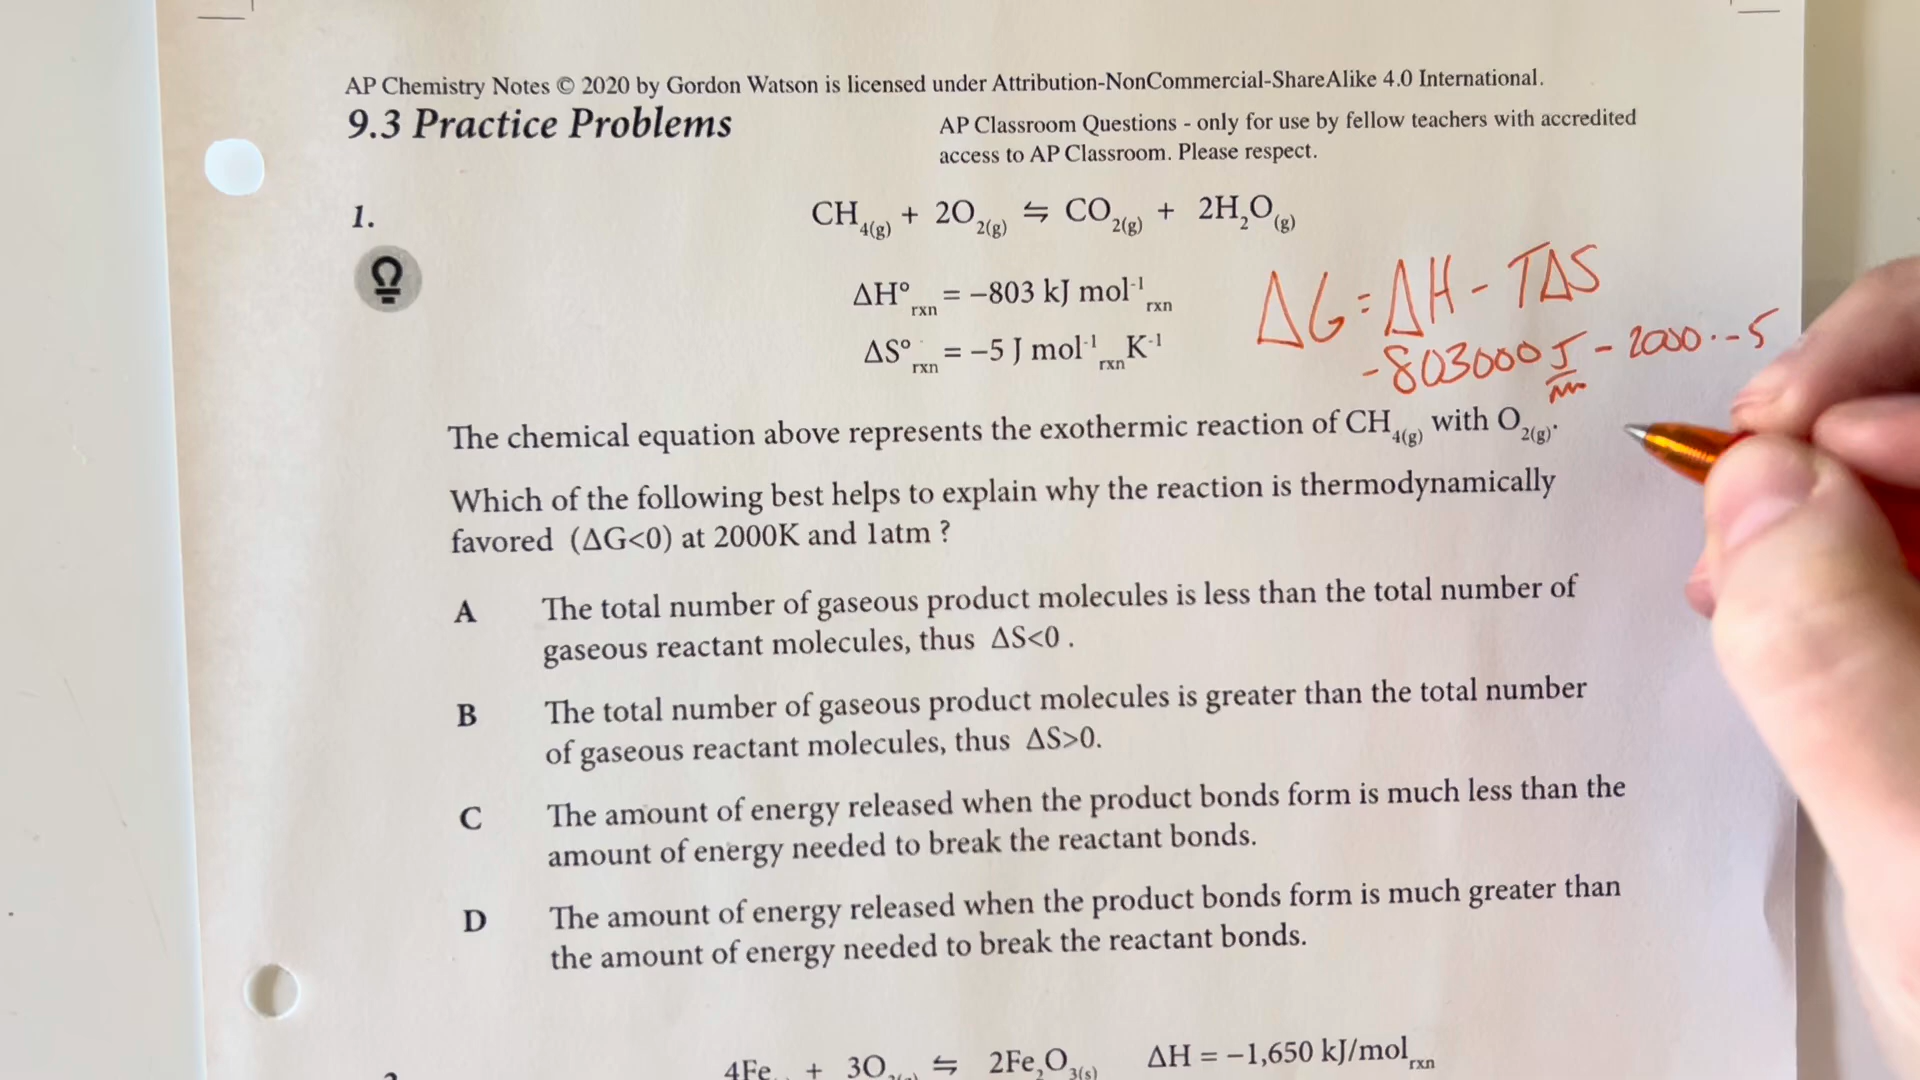 AP Chemistry Notes © 2020 by Gordon Watson is licensed under Attribution-NonCommercial-ShareAlike 4.0 International.
9.3 Practice Problems
AP Classroom Questions - only for use by fellow teachers with accredited
access to AP Classroom. Please respect.
1.
CH₄(g) + 2O₂(g) ⇋ CO₂(g) + 2H₂O(g)
ΔH°rxn = −803 kJ mol⁻¹rxn
ΔS°rxn = −5 J mol⁻¹rxn K⁻¹
ΔG = ΔH - TΔS
-803000 J - 2000 · -5
The chemical equation above represents the exothermic reaction of CH₄(g) with O₂(g).
Which of the following best helps to explain why the reaction is thermodynamically
favored (ΔG<0) at 2000K and 1atm ?
A The total number of gaseous product molecules is less than the total number of
gaseous reactant molecules, thus ΔS<0 .
B The total number of gaseous product molecules is greater than the total number
of gaseous reactant molecules, thus ΔS>0.
C The amount of energy released when the product bonds form is much less than the
amount of energy needed to break the reactant bonds.
D The amount of energy released when the product bonds form is much greater than
the amount of energy needed to break the reactant bonds.
4Fe + 3O ⇋ 2Fe₂O₃(s) ΔH = −1,650 kJ/molrxn